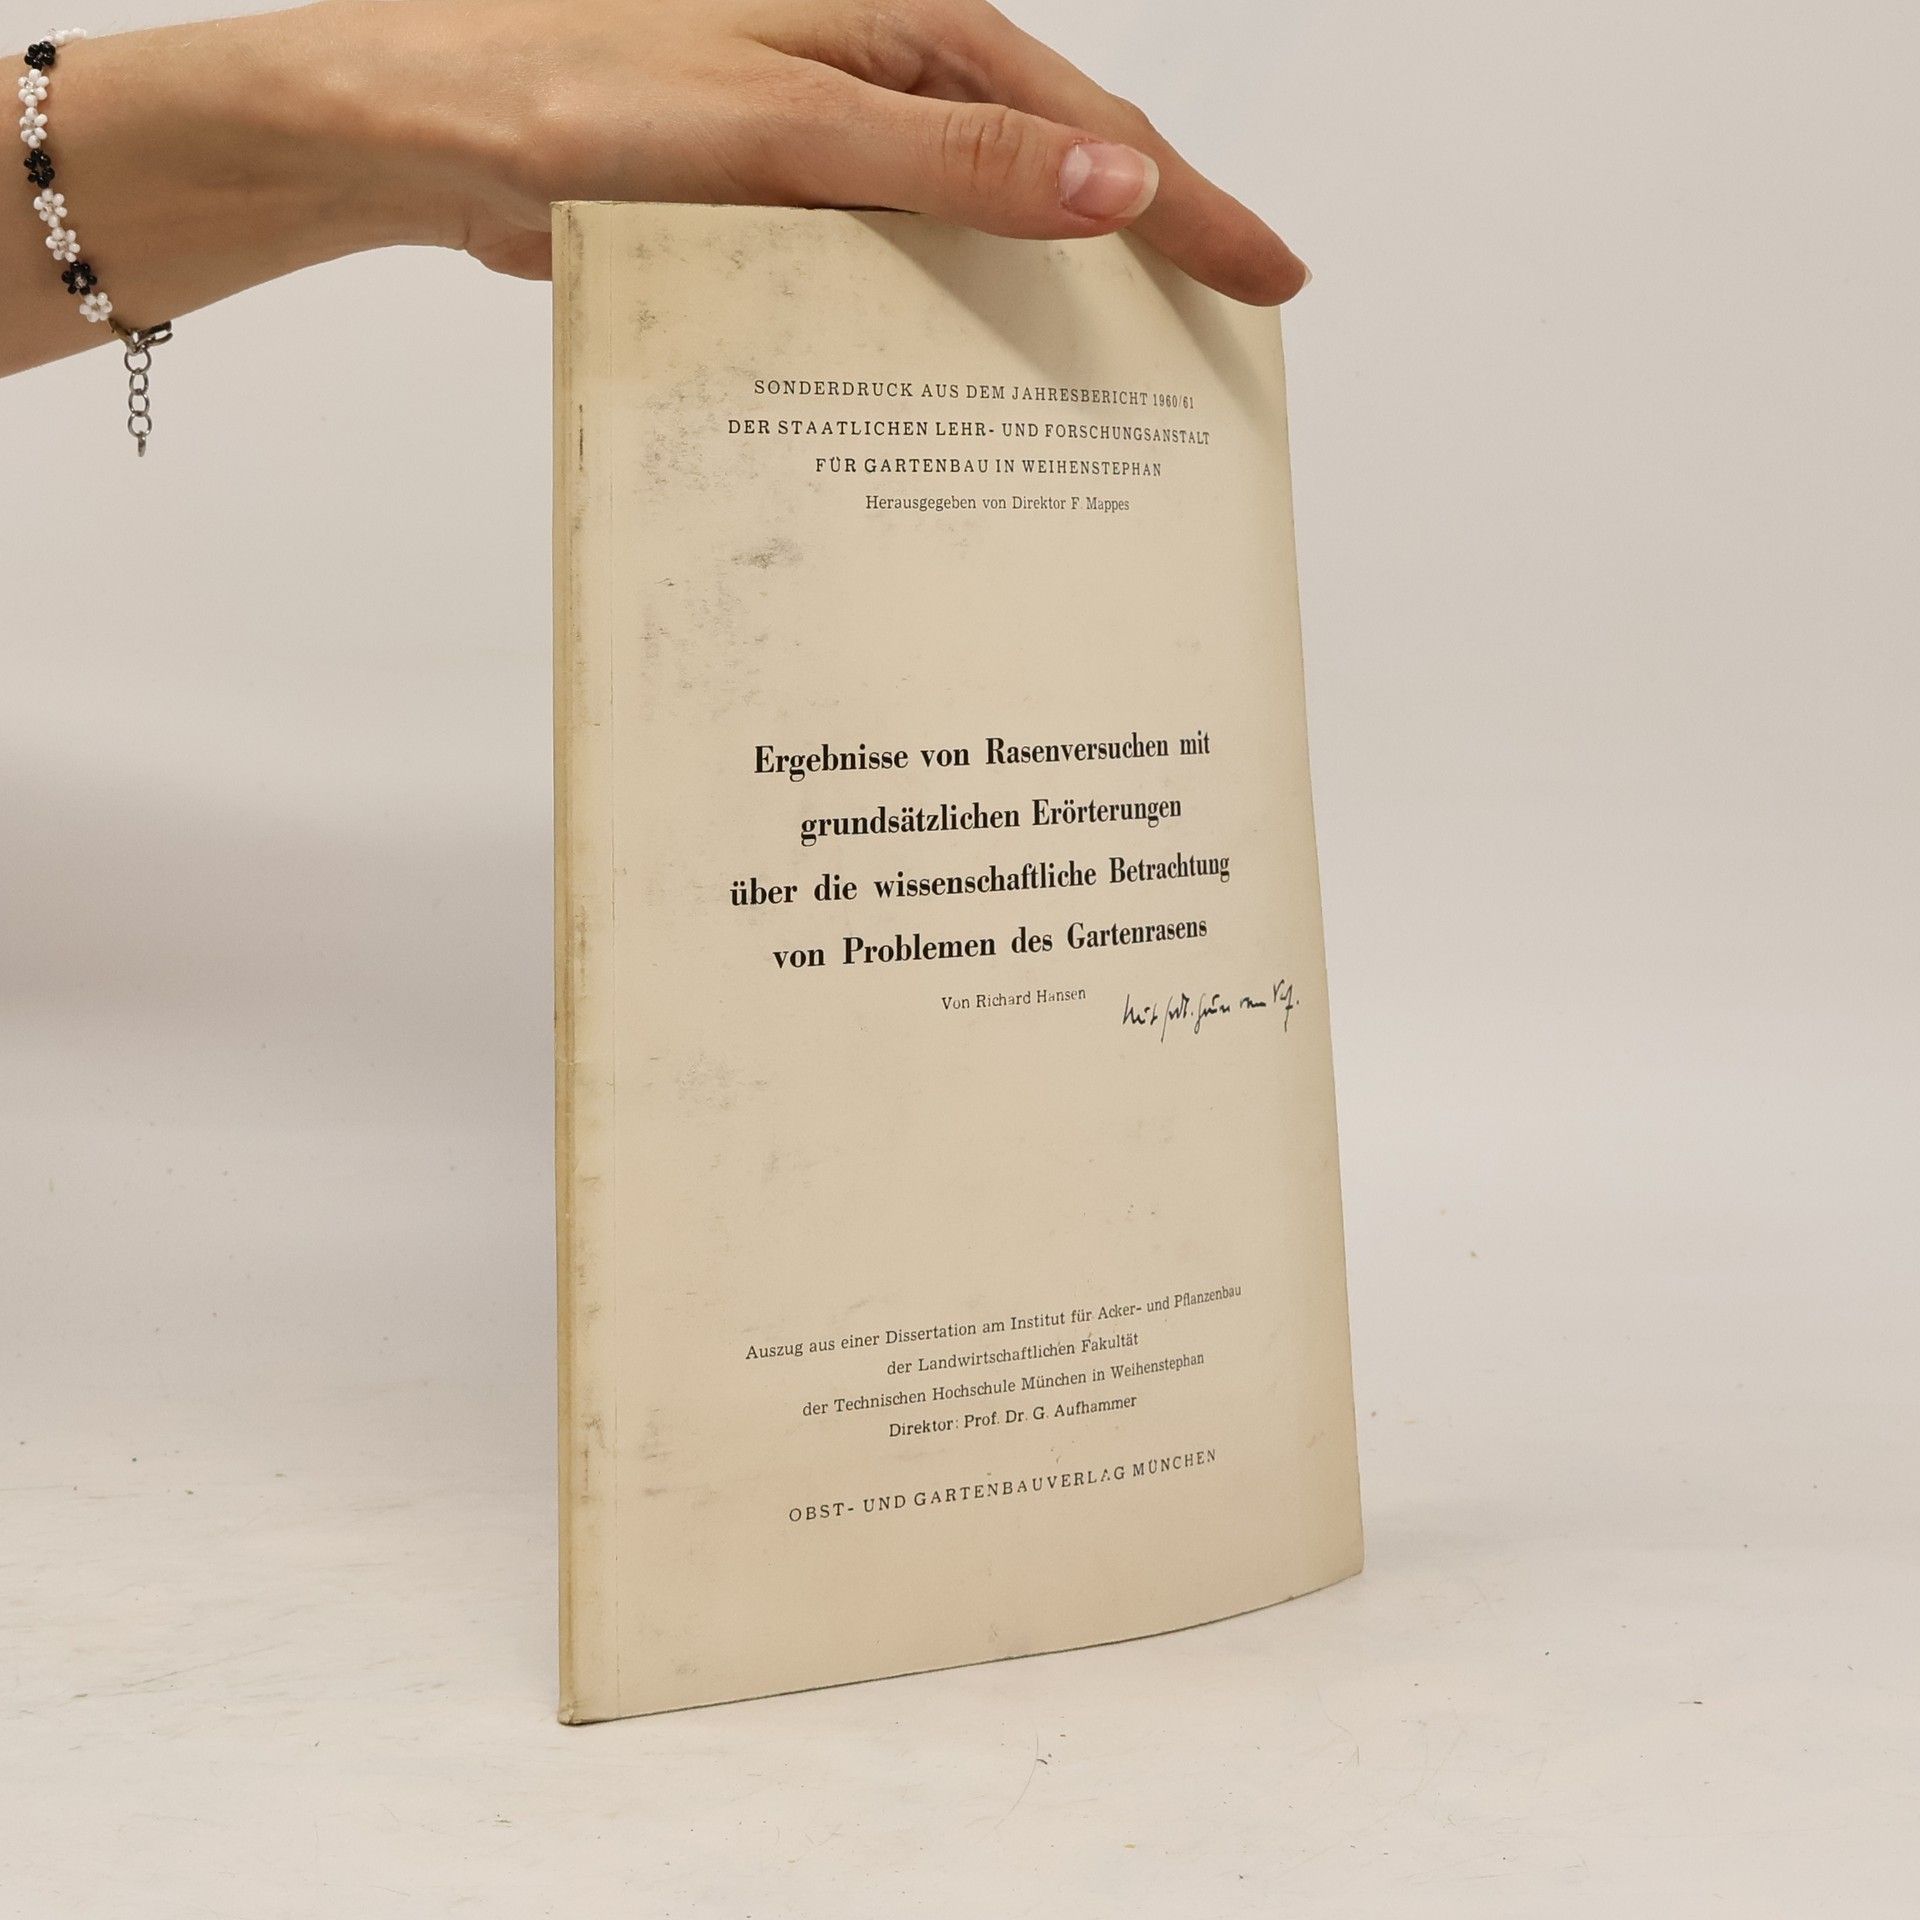 SONDERDRUCK AUS DEM JAHRESBERICHT 1960/61
DER STAATLICHEN LEHR- UND FORSCHUNGSANSTALT
FÜR GARTENBAU IN WEIHENSTEPHAN
Herausgegeben von Direktor F. Mappes
Ergebnisse von Rasenversuchen mit
grundsätzlichen Erörterungen
über die wissenschaftliche Betrachtung
von Problemen des Gartenrasens
Von Richard Hansen
Auszug aus einer Dissertation am Institut für Acker- und Pflanzenbau
der Landwirtschaftlichen Fakultät
der Technischen Hochschule München in Weihenstephan
Direktor: Prof. Dr. G. Aufhammer
OBST- UND GARTENBAUVERLAG MÜNCHEN